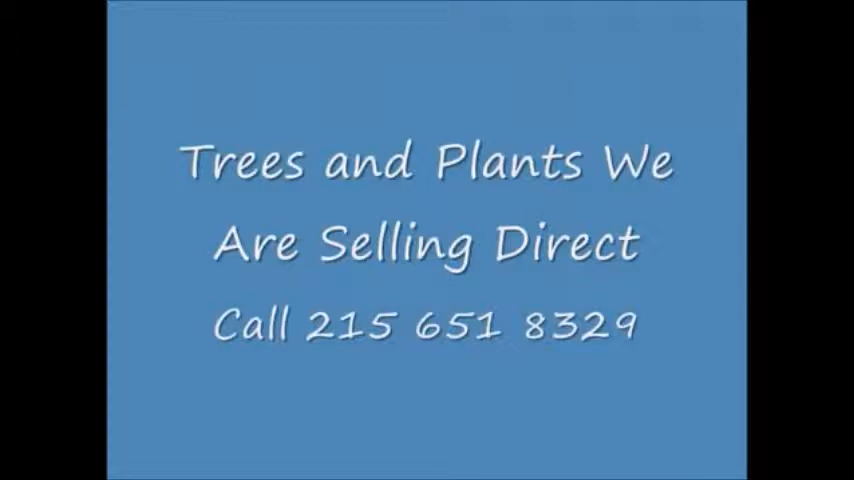 Trees and Plants We
Are Selling Direct
Call 215 651 8329